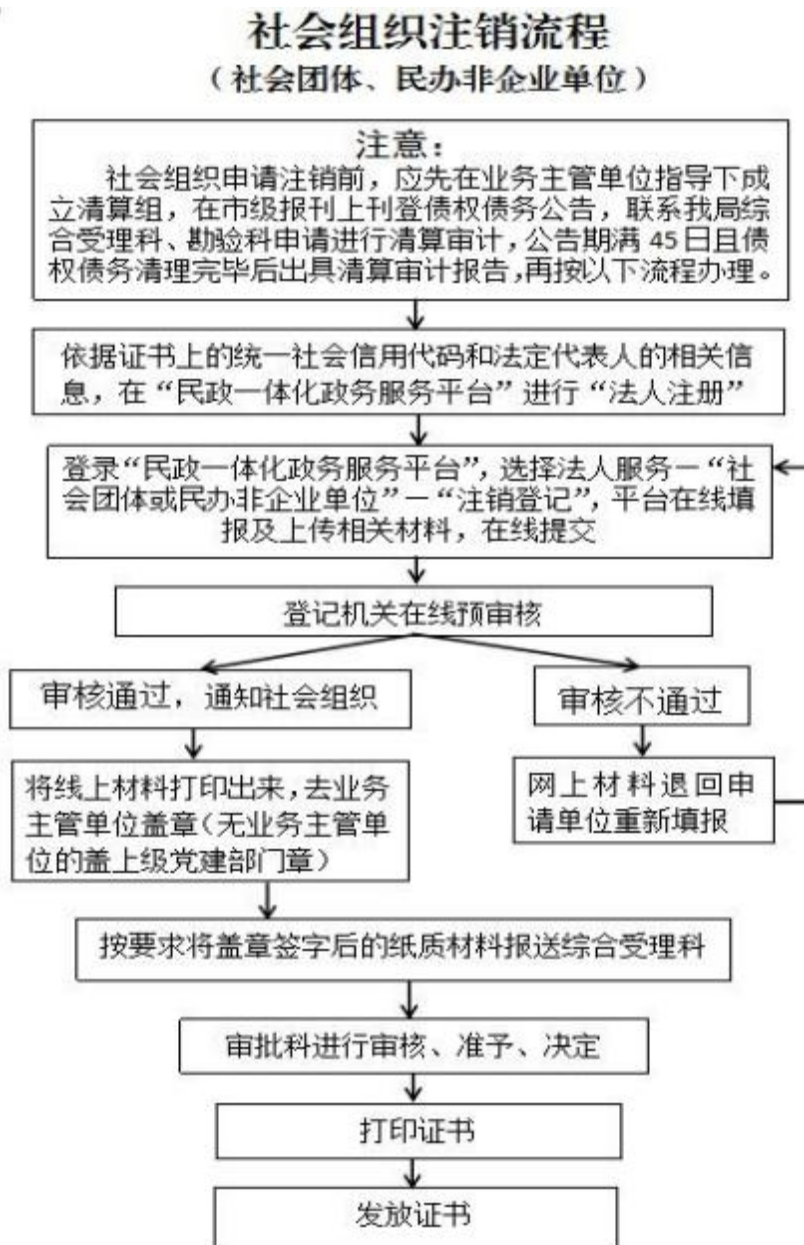 社会组织注销流程
（社会团体、民办非企业单位）
注意：
社会组织申请注销前，应先在业务主管单位指导下成
立清算组，在市级报刊上刊登债权债务公告，联系我局综
合受理科、勘验科申请进行清算审计，公告期满 45日且债
权债务清理完毕后出具清算审计报告,再按以下流程办理。
依据证书上的统一社会信用代码和法定代表人的相关信
息，在“民政一体化政务服务平台”进行“法人注册”
登录“民政一体化政务服务平台”，选择法人服务－“社
会团体或民办非企业单位”－“注销登记”，平台在线填
报及上传相关材料，在线提交
登记机关在线预审核
审核通过，通知社会组织
审核不通过
将线上材料打印出来，去业务
主管单位盖章（无业务主管单
位的盖上级党建部门章）
网上材料退回申
请单位重新填报
按要求将盖章签字后的纸质材料报送综合受理科
审批科进行审核、准予、决定
打印证书
发放证书